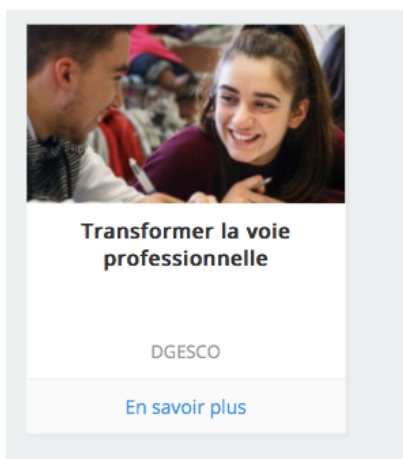 Transformer la voie
professionnelle
DGESCO
En savoir plus